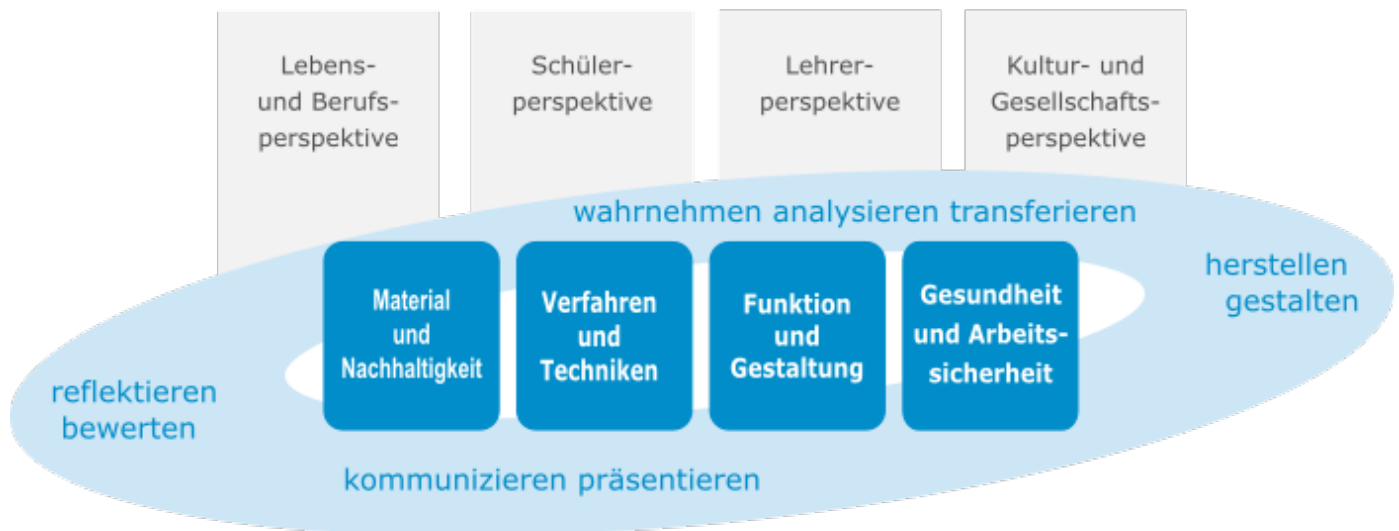 Lebens-
und Berufs-
perspektive
Schüler-
perspektive
Lehrer-
perspektive
Kultur- und
Gesellschafts-
perspektive
wahrnehmen analysieren transferieren
herstellen
gestalten
Material
und
Nachhaltigkeit
Verfahren
und
Techniken
Funktion
und
Gestaltung
Gesundheit
und Arbeits-
sicherheit
reflektieren
bewerten
kommunizieren präsentieren